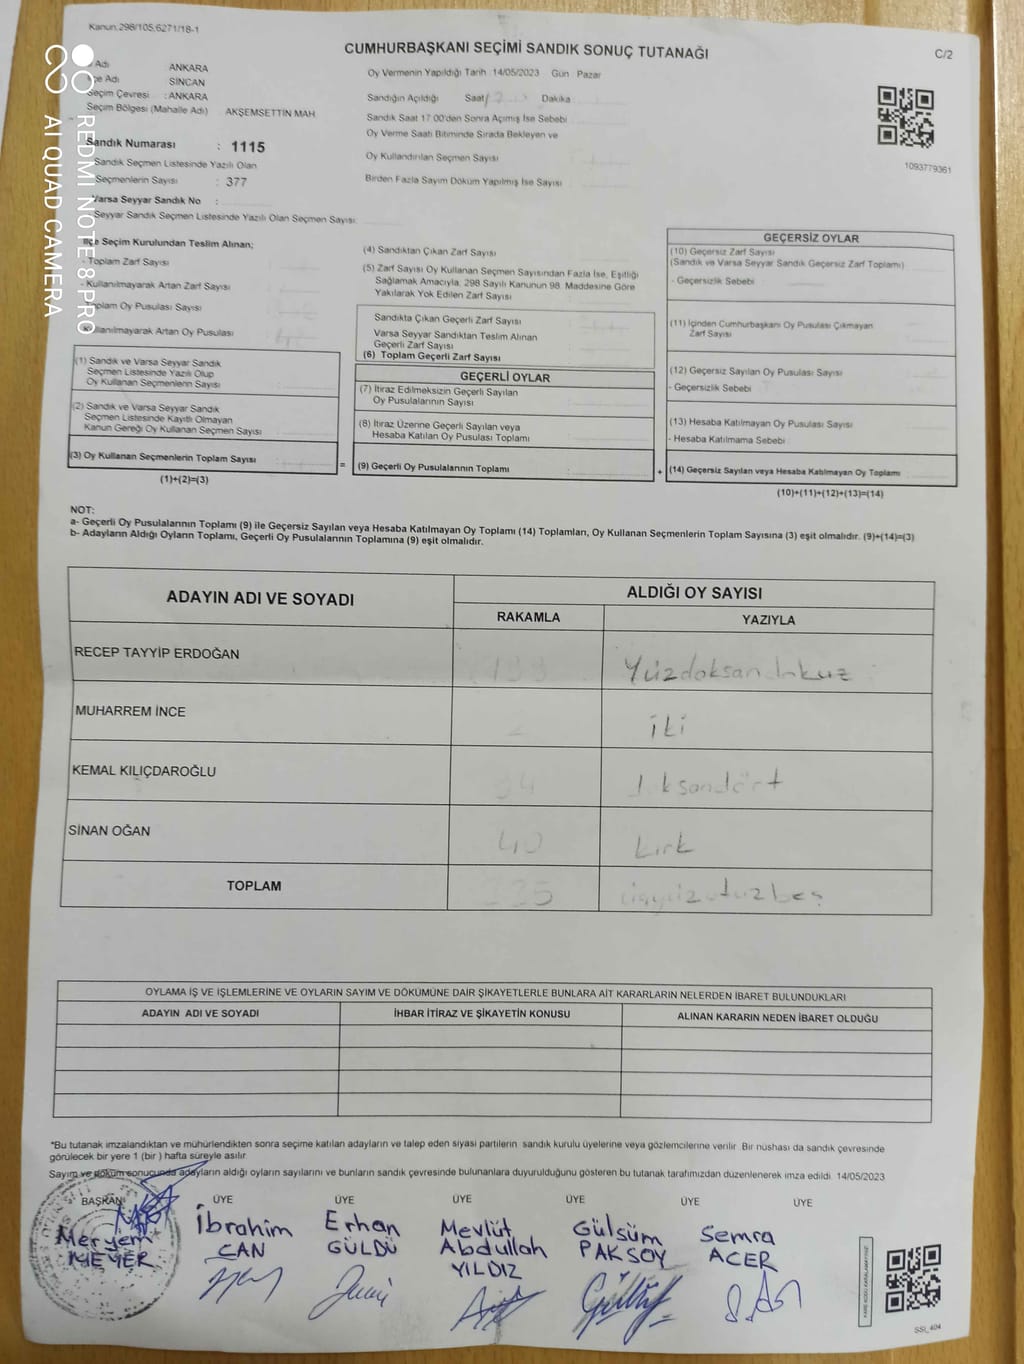 Kanun.298/105,6271/18-1
CUMHURBAŞKANI SEÇİMİ SANDIK SONUÇ TUTANAĞI
C/2
Adı ANKARA
Adı SİNCAN
Seçim Çevresi : ANKARA
Seçim Bölgesi (Mahalle Adı) AKŞEMSETTİN MAH
Sandık Numarası : 1115
Sandık Seçmen Listesinde Yazılı Olan
Seçmenlerin Sayısı : 377
Varsa Seyyar Sandık No :
Seyyar Sandık Seçmen Listesinde Yazılı Olan Seçmen Sayısı
Oy Vermenin Yapıldığı Tarih 14/05/2023 Gün Pazar
Sandığın Açıldığı Saat Dakika
Sandık Saat 17:00'den Sonra Açımış İse Sebebi
Oy Verme Saati Bitiminde Sırada Bekleyen ve
Oy Kullandırılan Seçmen Sayısı
Birden Fazla Sayım Döküm Yapılmış İse Sayısı
1093779361
İlçe Seçim Kurulundan Teslim Alınan;
- Toplam Zarf Sayısı
- Kullanılmayarak Artan Zarf Sayısı
Toplam Oy Pusulası Sayısı
Kullanılmayarak Artan Oy Pusulası
(1) Sandık ve Varsa Seyyar Sandık
Seçmen Listesinde Yazılı Olup
Oy Kullanan Seçmenlerin Sayısı
(2) Sandık ve Varsa Seyyar Sandık
Seçmen Listesinde Kayıtlı Olmayan
Kanun Gereği Oy Kullanan Seçmen Sayısı
(3) Oy Kullanan Seçmenlerin Toplam Sayısı
(1)+(2)=(3)
(4) Sandıktan Çıkan Zarf Sayısı
(5) Zarf Sayısı Oy Kullanan Seçmen Sayısından Fazla İse, Eşitliği
Sağlamak Amacıyla, 298 Sayılı Kanunun 98. Maddesine Göre
Yakılarak Yok Edilen Zarf Sayısı
Sandıkta Çıkan Geçerli Zarf Sayısı
Varsa Seyyar Sandıktan Teslim Alınan
Geçerli Zarf Sayısı
(6) Toplam Geçerli Zarf Sayısı
GEÇERLİ OYLAR
(7) İtiraz Edilmeksizin Geçerli Sayılan
Oy Pusulalarının Sayısı
(8) İtiraz Üzerine Geçerli Sayılan veya
Hesaba Katılan Oy Pusulası Toplamı
= (9) Geçerli Oy Pusulalarının Toplamı
GEÇERSİZ OYLAR
(10) Geçersiz Zarf Sayısı
(Sandık ve Varsa Seyyar Sandık Geçersiz Zarf Toplamı)
- Geçersizlik Sebebi
(11) İçinden Cumhurbaşkanı Oy Pusulası Çıkmayan
Zarf Sayısı
(12) Geçersiz Sayılan Oy Pusulası Sayısı
- Geçersizlik Sebebi
(13) Hesaba Katılmayan Oy Pusulası Sayısı
- Hesaba Katılmama Sebebi
+ (14) Geçersiz Sayılan veya Hesaba Katılmayan Oy Toplamı
(10)+(11)+(12)+(13)=(14)
NOT:
a- Geçerli Oy Pusulalarının Toplamı (9) ile Geçersiz Sayılan veya Hesaba Katılmayan Oy Toplamı (14) Toplamları, Oy Kullanan Seçmenlerin Toplam Sayısına (3) eşit olmalıdır. (9)+(14)=(3)
b- Adayların Aldığı Oyların Toplamı, Geçerli Oy Pusulalarının Toplamına (9) eşit olmalıdır.
ADAYIN ADI VE SOYADI
ALDIĞI OY SAYISI
RAKAMLA YAZIYLA
RECEP TAYYİP ERDOĞAN 199 Yüzdoksandokuz
MUHARREM İNCE 2 iki
KEMAL KILIÇDAROĞLU 94 doksandört
SİNAN OĞAN 40 kırk
TOPLAM 335 üçyüzotuzbeş
OYLAMA İŞ VE İŞLEMLERİNE VE OYLARIN SAYIM VE DÖKÜMÜNE DAİR ŞİKAYETLERLE BUNLARA AİT KARARLARIN NELERDEN İBARET BULUNDUKLARI
ADAYIN ADI VE SOYADI İHBAR İTİRAZ VE ŞİKAYETİN KONUSU ALINAN KARARIN NEDEN İBARET OLDUĞU
*Bu tutanak imzalandıktan ve mühürlendikten sonra seçime katılan adayların ve talep eden siyasi partilerin sandık kurulu üyelerine veya gözlemcilerine verilir. Bir nüshası da sandık çevresinde
görülecek bir yere 1 (bir ) hafta süreyle asılır.
Sayım ve döküm sonucunda adayların aldığı oyların sayılarını ve bunların sandık çevresinde bulunanlara duyurulduğunu gösteren bu tutanak tarafımızdan düzenlenerek imza edildi. 14/05/2023
BAŞKAN ÜYE ÜYE ÜYE ÜYE ÜYE ÜYE
Meryem İbrahim Erhan Mevlüt Gülsüm Semra
CAN GÜLDÜ Abdullah PAKSOY ACER
YILDIZ
SSİ_404
REDMI NOTE 8 PRO
AI QUAD CAMERA